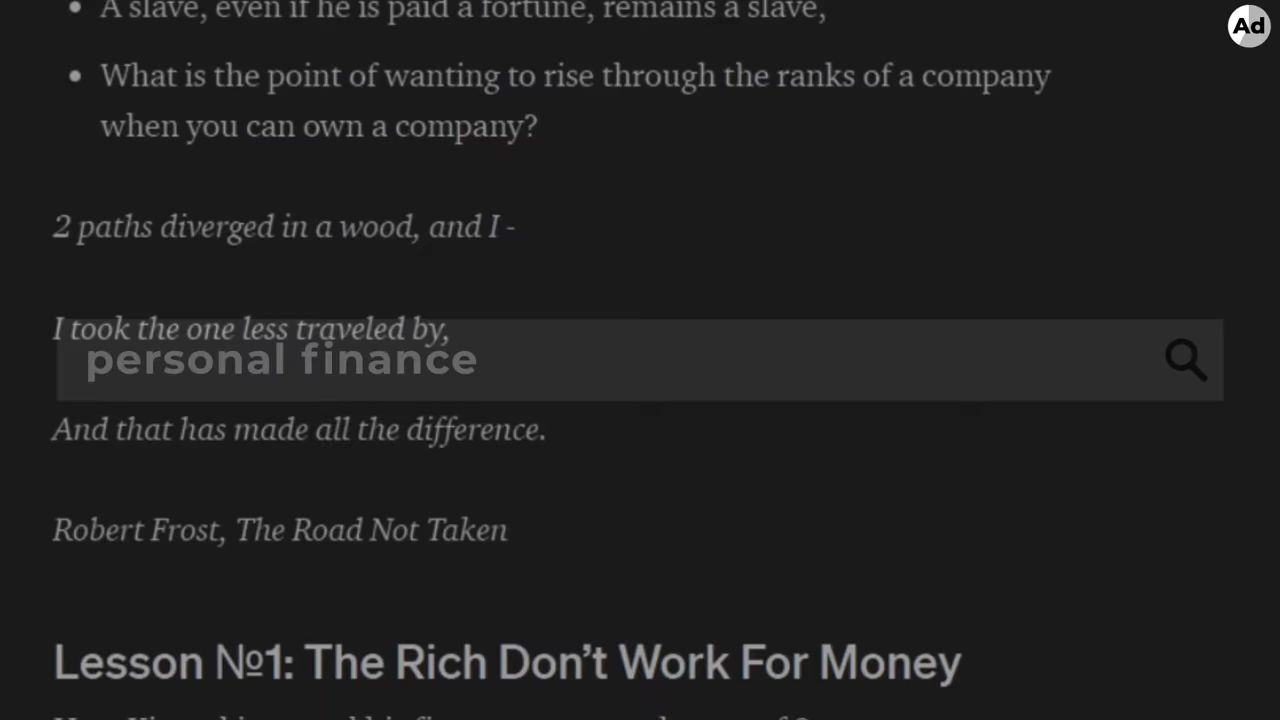 A slave, even if he is paid a fortune, remains a slave,
Ad
What is the point of wanting to rise through the ranks of a company
when you can own a company?
2 paths diverged in a wood, and I -
I took the one less traveled by,
personal finance
And that has made all the difference.
Robert Frost, The Road Not Taken
Lesson №1: The Rich Don’t Work For Money